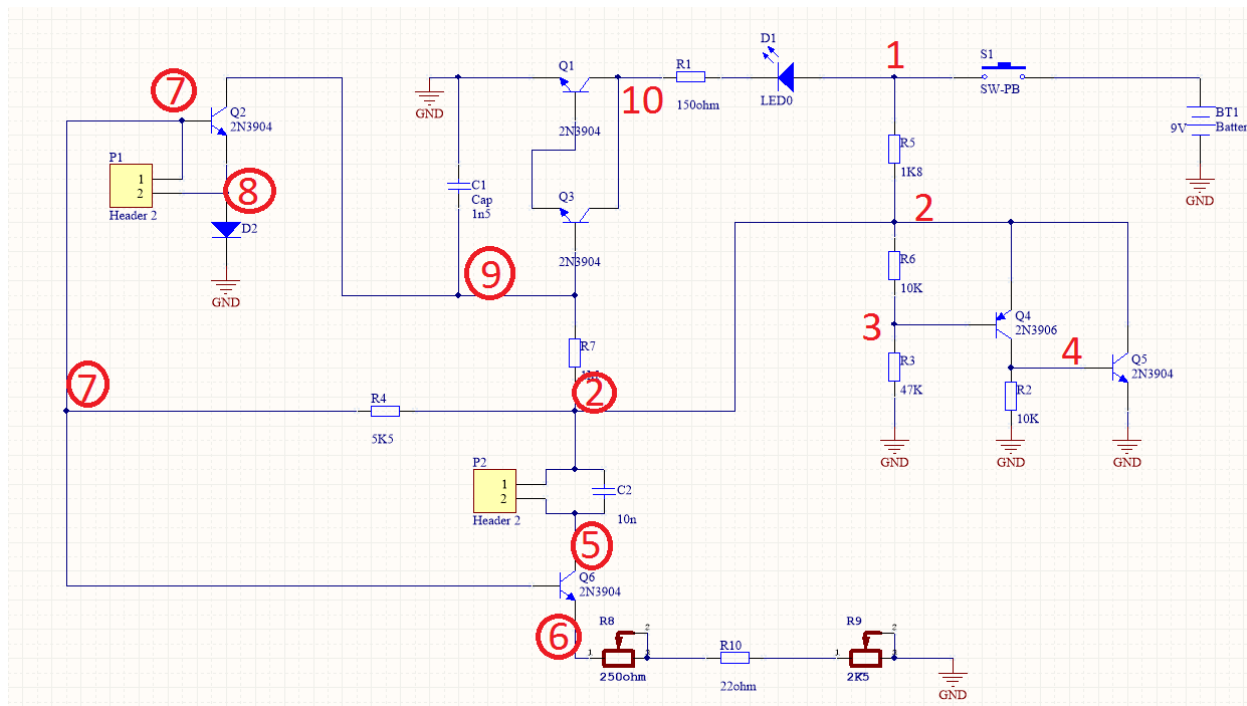 D1
1
S1
Q1
R1
7
Q2
2N3904
GND
10
150ohm
LED0
SW-PB
BT1
9V
Batter
2N3904
R5
1K8
GND
P1
1
2
Header 2
8
C1
Cap
1n5
Q3
2
D2
2N3904
GND
9
R6
10K
3
Q4
2N3906
R7
4
R3
47K
Q5
2N3904
7
2
R2
10K
R4
5K5
GND
GND
GND
P2
1
2
Header 2
C2
10n
5
Q6
2N3904
6
R8
2
1
250ohm
R10
22ohm
R9
2
1
2K5
GND